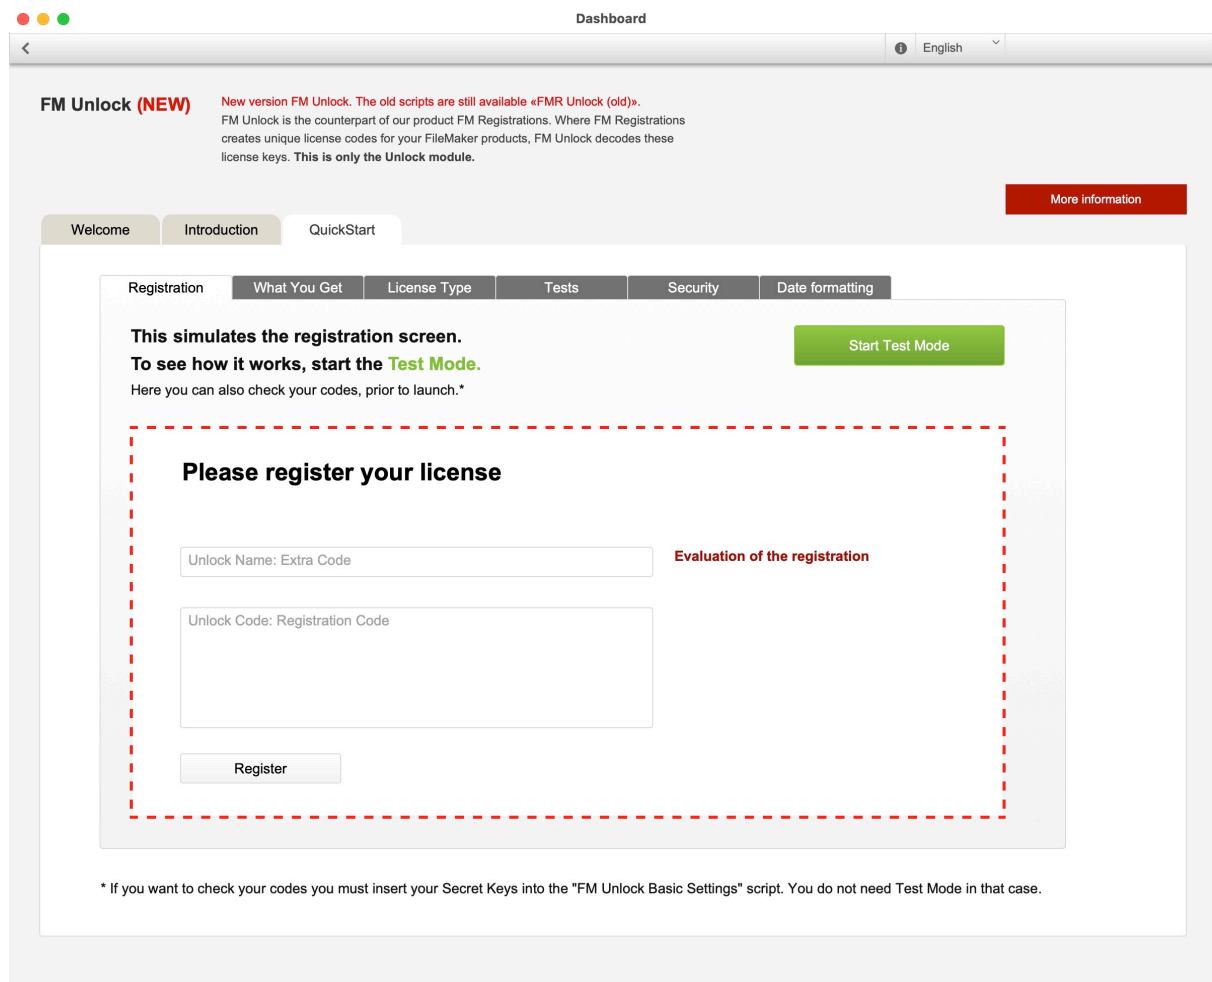 Dashboard
English
FM Unlock (NEW)
New version FM Unlock. The old scripts are still available «FMR Unlock (old)».
FM Unlock is the counterpart of our product FM Registrations. Where FM Registrations
creates unique license codes for your FileMaker products, FM Unlock decodes these
license keys. This is only the Unlock module.
More information
Welcome
Introduction
QuickStart
Registration
What You Get
License Type
Tests
Security
Date formatting
This simulates the registration screen.
To see how it works, start the Test Mode.
Here you can also check your codes, prior to launch.*
Start Test Mode
Please register your license
Unlock Name: Extra Code
Evaluation of the registration
Unlock Code: Registration Code
Register
* If you want to check your codes you must insert your Secret Keys into the "FM Unlock Basic Settings" script. You do not need Test Mode in that case.